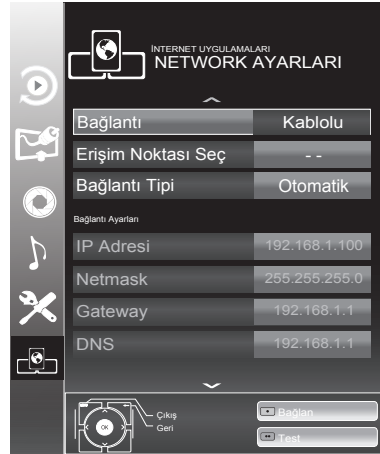 İNTERNET UYGULAMALARI
NETWORK AYARLARI
Bağlantı Kablolu
Erişim Noktası Seç - -
Bağlantı Tipi Otomatik
Bağlantı Ayarları
IP Adresi 192.168.1.100
Netmask 255.255.255.0
Gateway 192.168.1.1
DNS 192.168.1.1
OK
Çıkış
Geri
Bağlan
Test